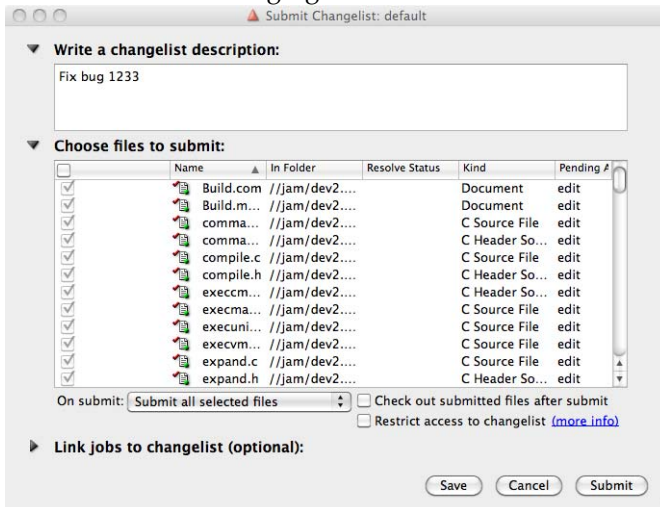 Submit Changelist: default
Write a changelist description:
Fix bug 1233
Choose files to submit:
Name In Folder Resolve Status Kind Pending A
Build.com //jam/dev2.... Document edit
Build.m... //jam/dev2.... Document edit
comma... //jam/dev2.... C Source File edit
comma... //jam/dev2.... C Header So... edit
compile.c //jam/dev2.... C Source File edit
compile.h //jam/dev2.... C Header So... edit
execcm... //jam/dev2.... C Header So... edit
execma... //jam/dev2.... C Source File edit
execuni... //jam/dev2.... C Source File edit
execvm... //jam/dev2.... C Source File edit
expand.c //jam/dev2.... C Source File edit
expand.h //jam/dev2.... C Header So... edit
On submit: Submit all selected files Check out submitted files after submit
Restrict access to changelist (more info)
Link jobs to changelist (optional):
Save Cancel Submit